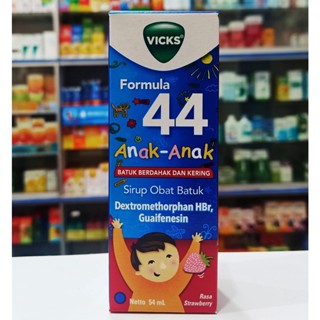 VICKS
Formula
44
Anak-Anak
BATUK BERDAHAK DAN KERING
Sirup Obat Batuk
Dextromethorphan HBr,
Guaifenesin
Netto 54 mL
Rasa
Strawberry